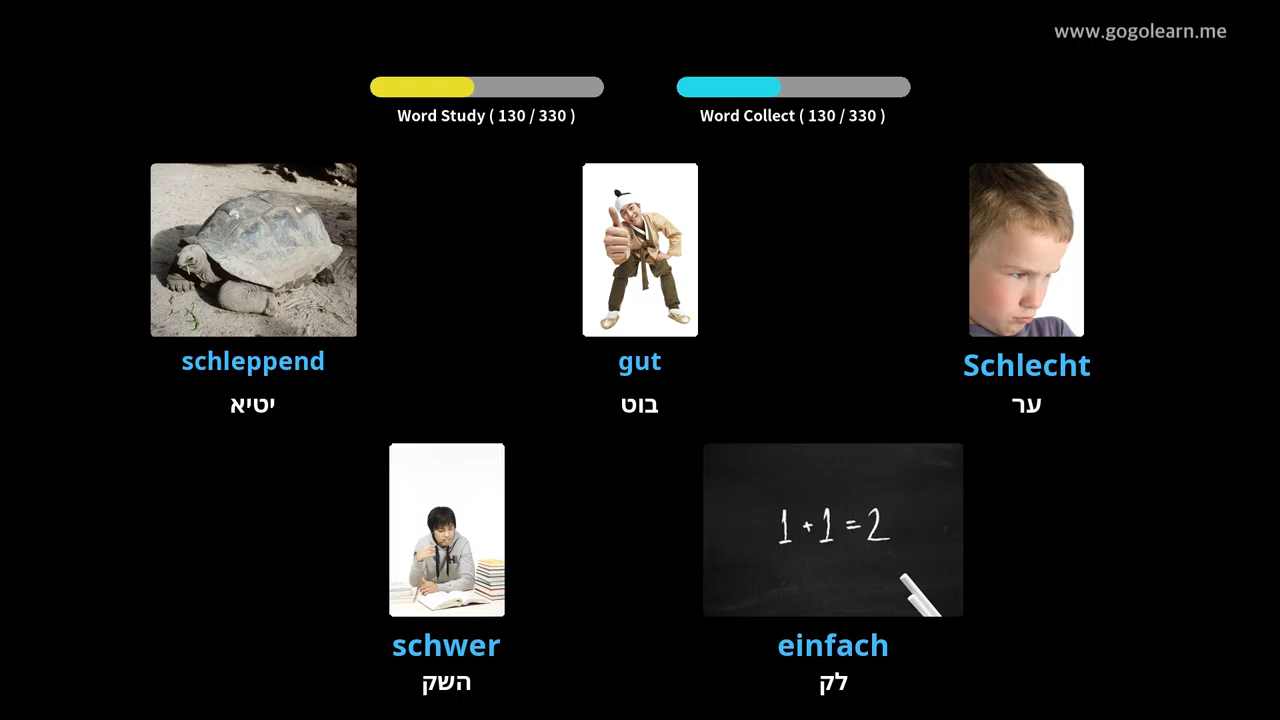 www.gogolearn.me
Word Study ( 130 / 330 )
Word Collect ( 130 / 330 )
schleppend
יטיא
gut
בוט
Schlecht
ער
1 + 1 = 2
schwer
השק
einfach
לק